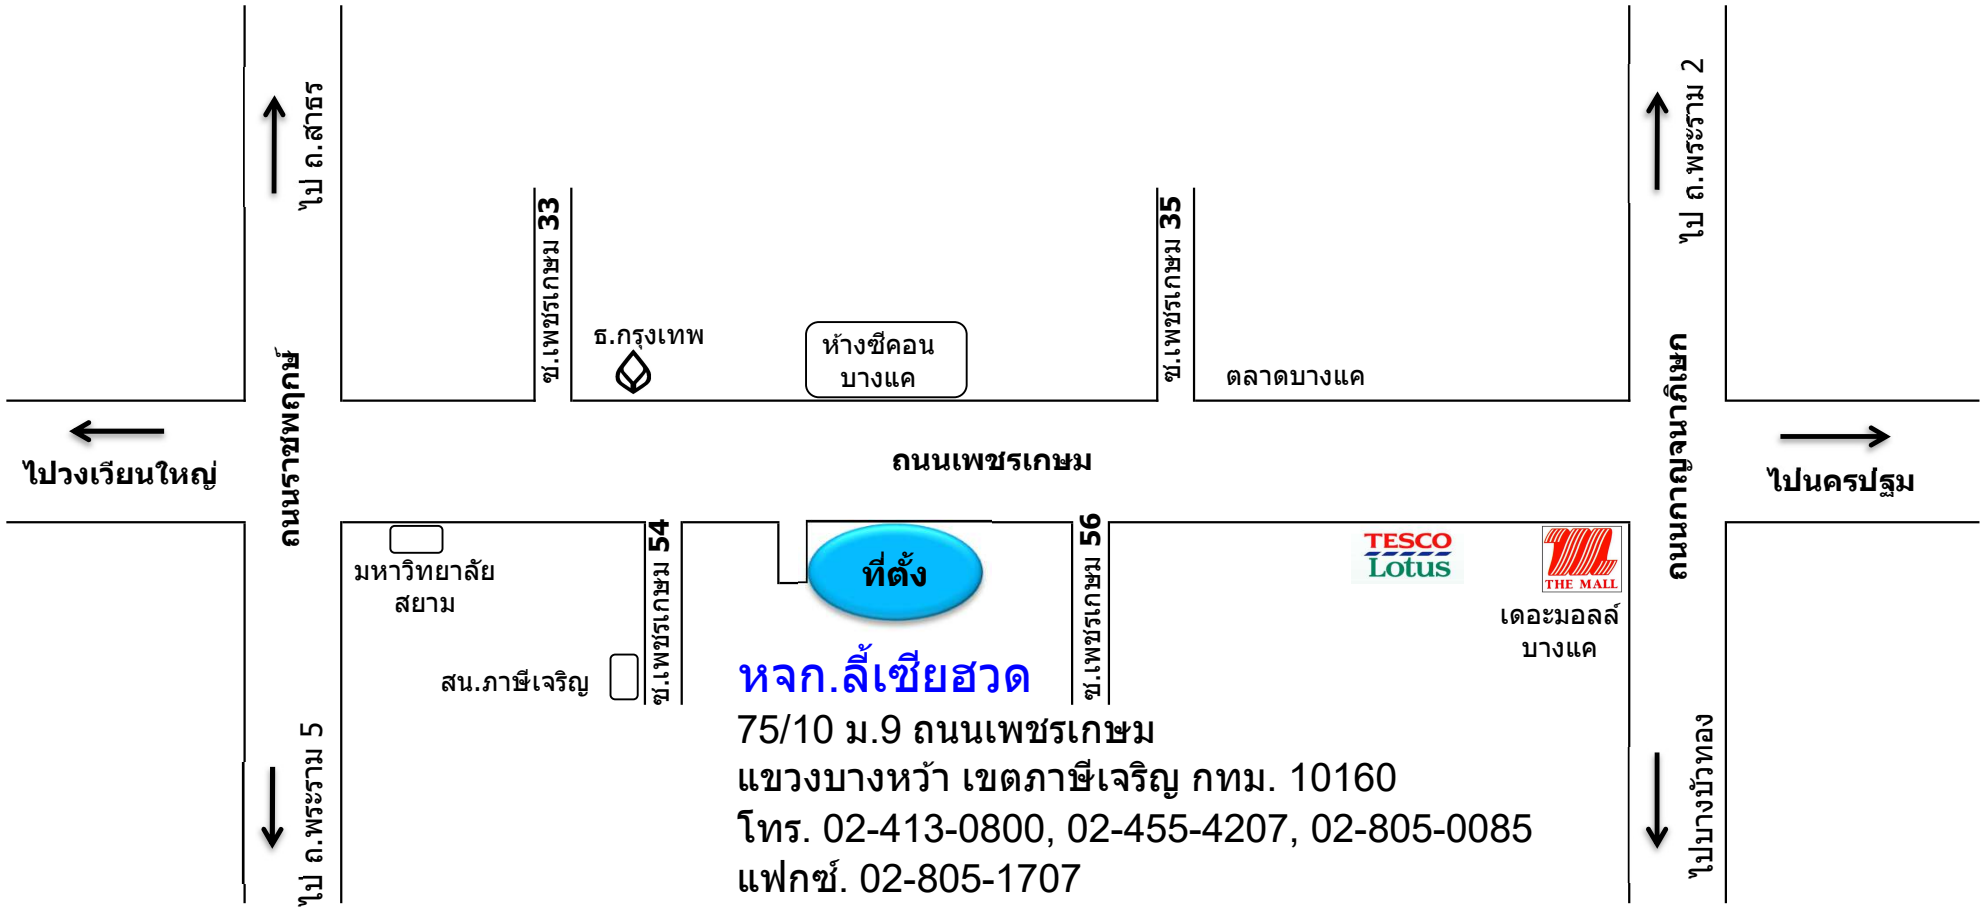 ไป ถ.สาธร
ไป ถ.พระราม 2
ซ.เพชรเกษม 33
ซ.เพชรเกษม 35
ธ.กรุงเทพ
ห้างซีคอน
บางแค
ตลาดบางแค
ถนนราชพฤกษ์
ถนนกาญจนาภิเษก
ไปวงเวียนใหญ่
ถนนเพชรเกษม
ไปนครปฐม
มหาวิทยาลัย
สยาม
ซ.เพชรเกษม 54
ที่ตั้ง
ซ.เพชรเกษม 56
TESCO
Lotus
THE MALL
เดอะมอลล์
บางแค
สน.ภาษีเจริญ
หจก.ลี้เซียฮวด
75/10 ม.9 ถนนเพชรเกษม
แขวงบางหว้า เขตภาษีเจริญ กทม. 10160
โทร. 02-413-0800, 02-455-4207, 02-805-0085
แฟกซ์. 02-805-1707
ไป ถ.พระราม 5
ไปบางบัวทอง